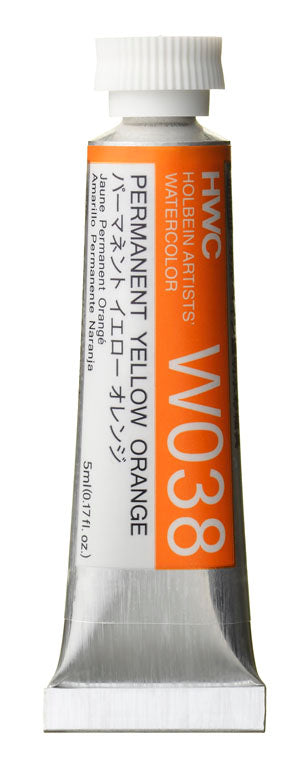 HWC
HOLBEIN ARTISTS'
WATERCOLOR
W038
PERMANENT YELLOW ORANGE
パーマネント イエロー オレンジ
Jaune Permanent Orangé
Amarillo Permanente Naranja
5ml(0.17fl. oz.)